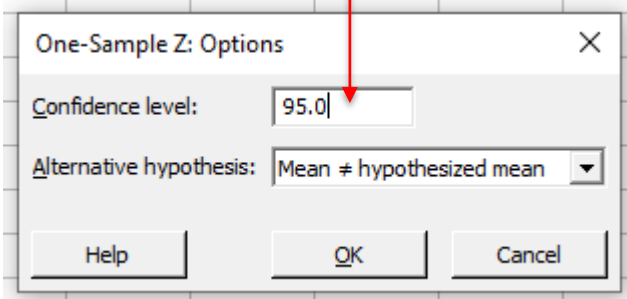 One-Sample Z: Options
Confidence level: 95.0
Alternative hypothesis: Mean ≠ hypothesized mean
Help OK Cancel